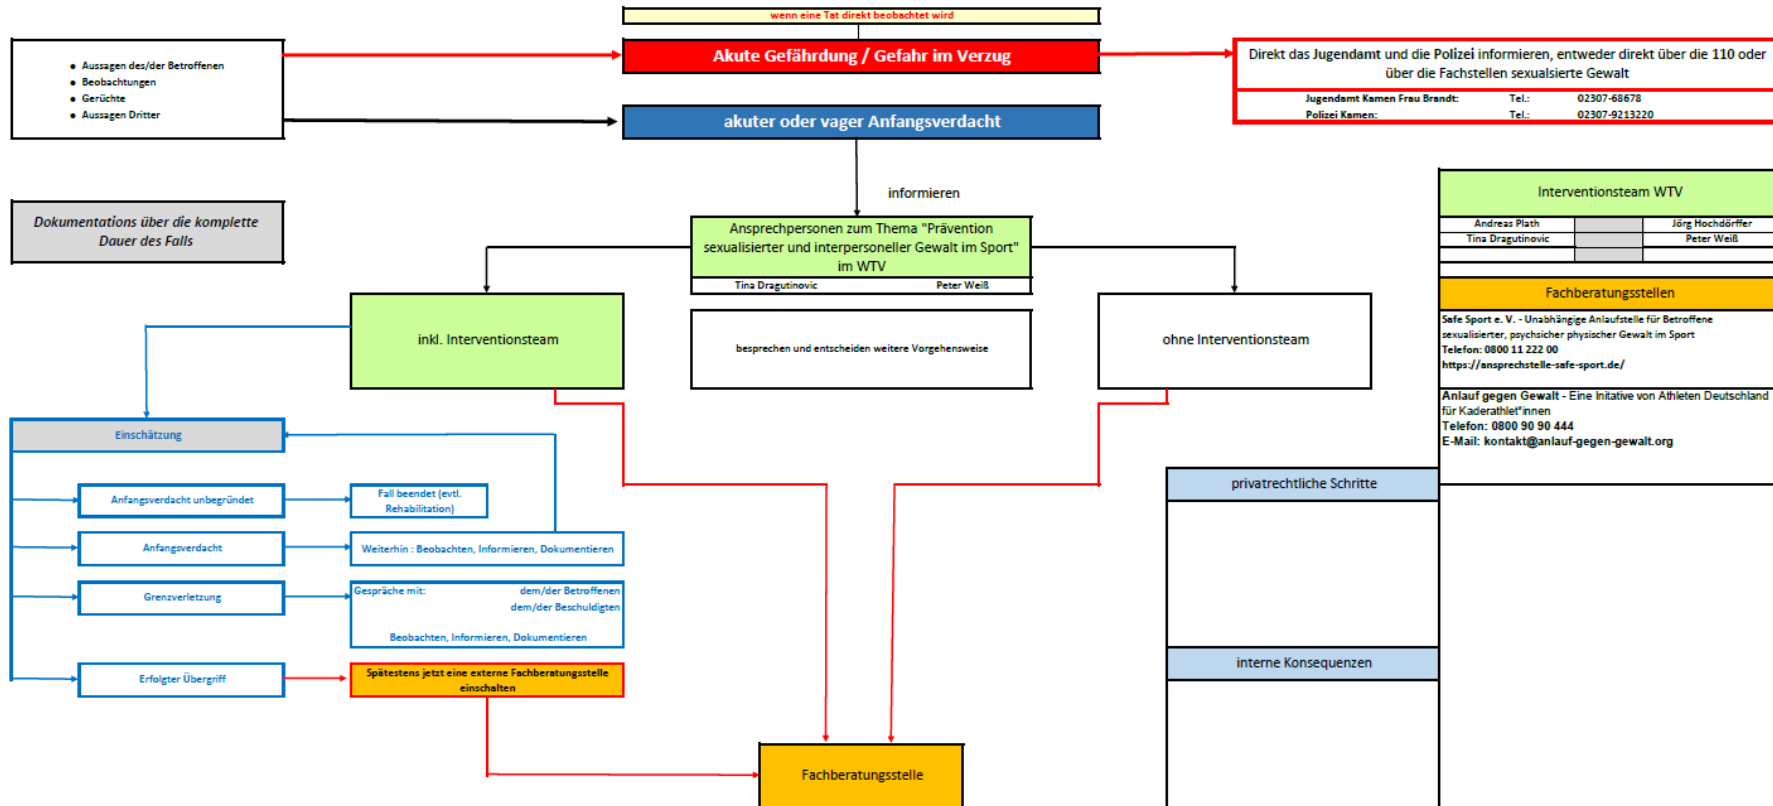 wenn eine Tat direkt beobachtet wird
Akute Gefährdung / Gefahr im Verzug
• Aussagen des/der Betroffenen
• Beobachtungen
• Gerüchte
• Aussagen Dritter
Direkt das Jugendamt und die Polizei informieren, entweder direkt über die 110 oder
über die Fachstellen sexualsierte Gewalt
Jugendamt Kamen Frau Brandt: Tel.: 02307-68678
Polizei Kamen: Tel.: 02307-9213220
akuter oder vager Anfangsverdacht
informieren
Dokumentations über die komplette
Dauer des Falls
Ansprechpersonen zum Thema "Prävention
sexualisierter und interpersoneller Gewalt im Sport"
im WTV
Tina Dragutinovic Peter Weiß
Interventionsteam WTV
Andreas Plath Jörg Hochdörffer
Tina Dragutinovic Peter Weiß
inkl. Interventionsteam
besprechen und entscheiden weitere Vorgehensweise
ohne Interventionsteam
Fachberatungsstellen
Safe Sport e. V. - Unabhängige Anlaufstelle für Betroffene
sexualisierter, psychsicher physischer Gewalt im Sport
Telefon: 0800 11 222 00
https://ansprechstelle-safe-sport.de/
Anlauf gegen Gewalt - Eine Initative von Athleten Deutschland
für Kaderathlet*innen
Telefon: 0800 90 90 444
E-Mail: kontakt@anlauf-gegen-gewalt.org
Einschätzung
Anfangsverdacht unbegründet
Fall beendet (evtl.
Rehabilitation)
Anfangsverdacht
Weiterhin : Beobachten, Informieren, Dokumentieren
Grenzverletzung
Gespräche mit: dem/der Betroffenen
dem/der Beschuldigten
Beobachten, Informieren, Dokumentieren
Erfolgter Übergriff
Spätestens jetzt eine externe Fachberatungsstelle
einschalten
privatrechtliche Schritte
interne Konsequenzen
Fachberatungsstelle